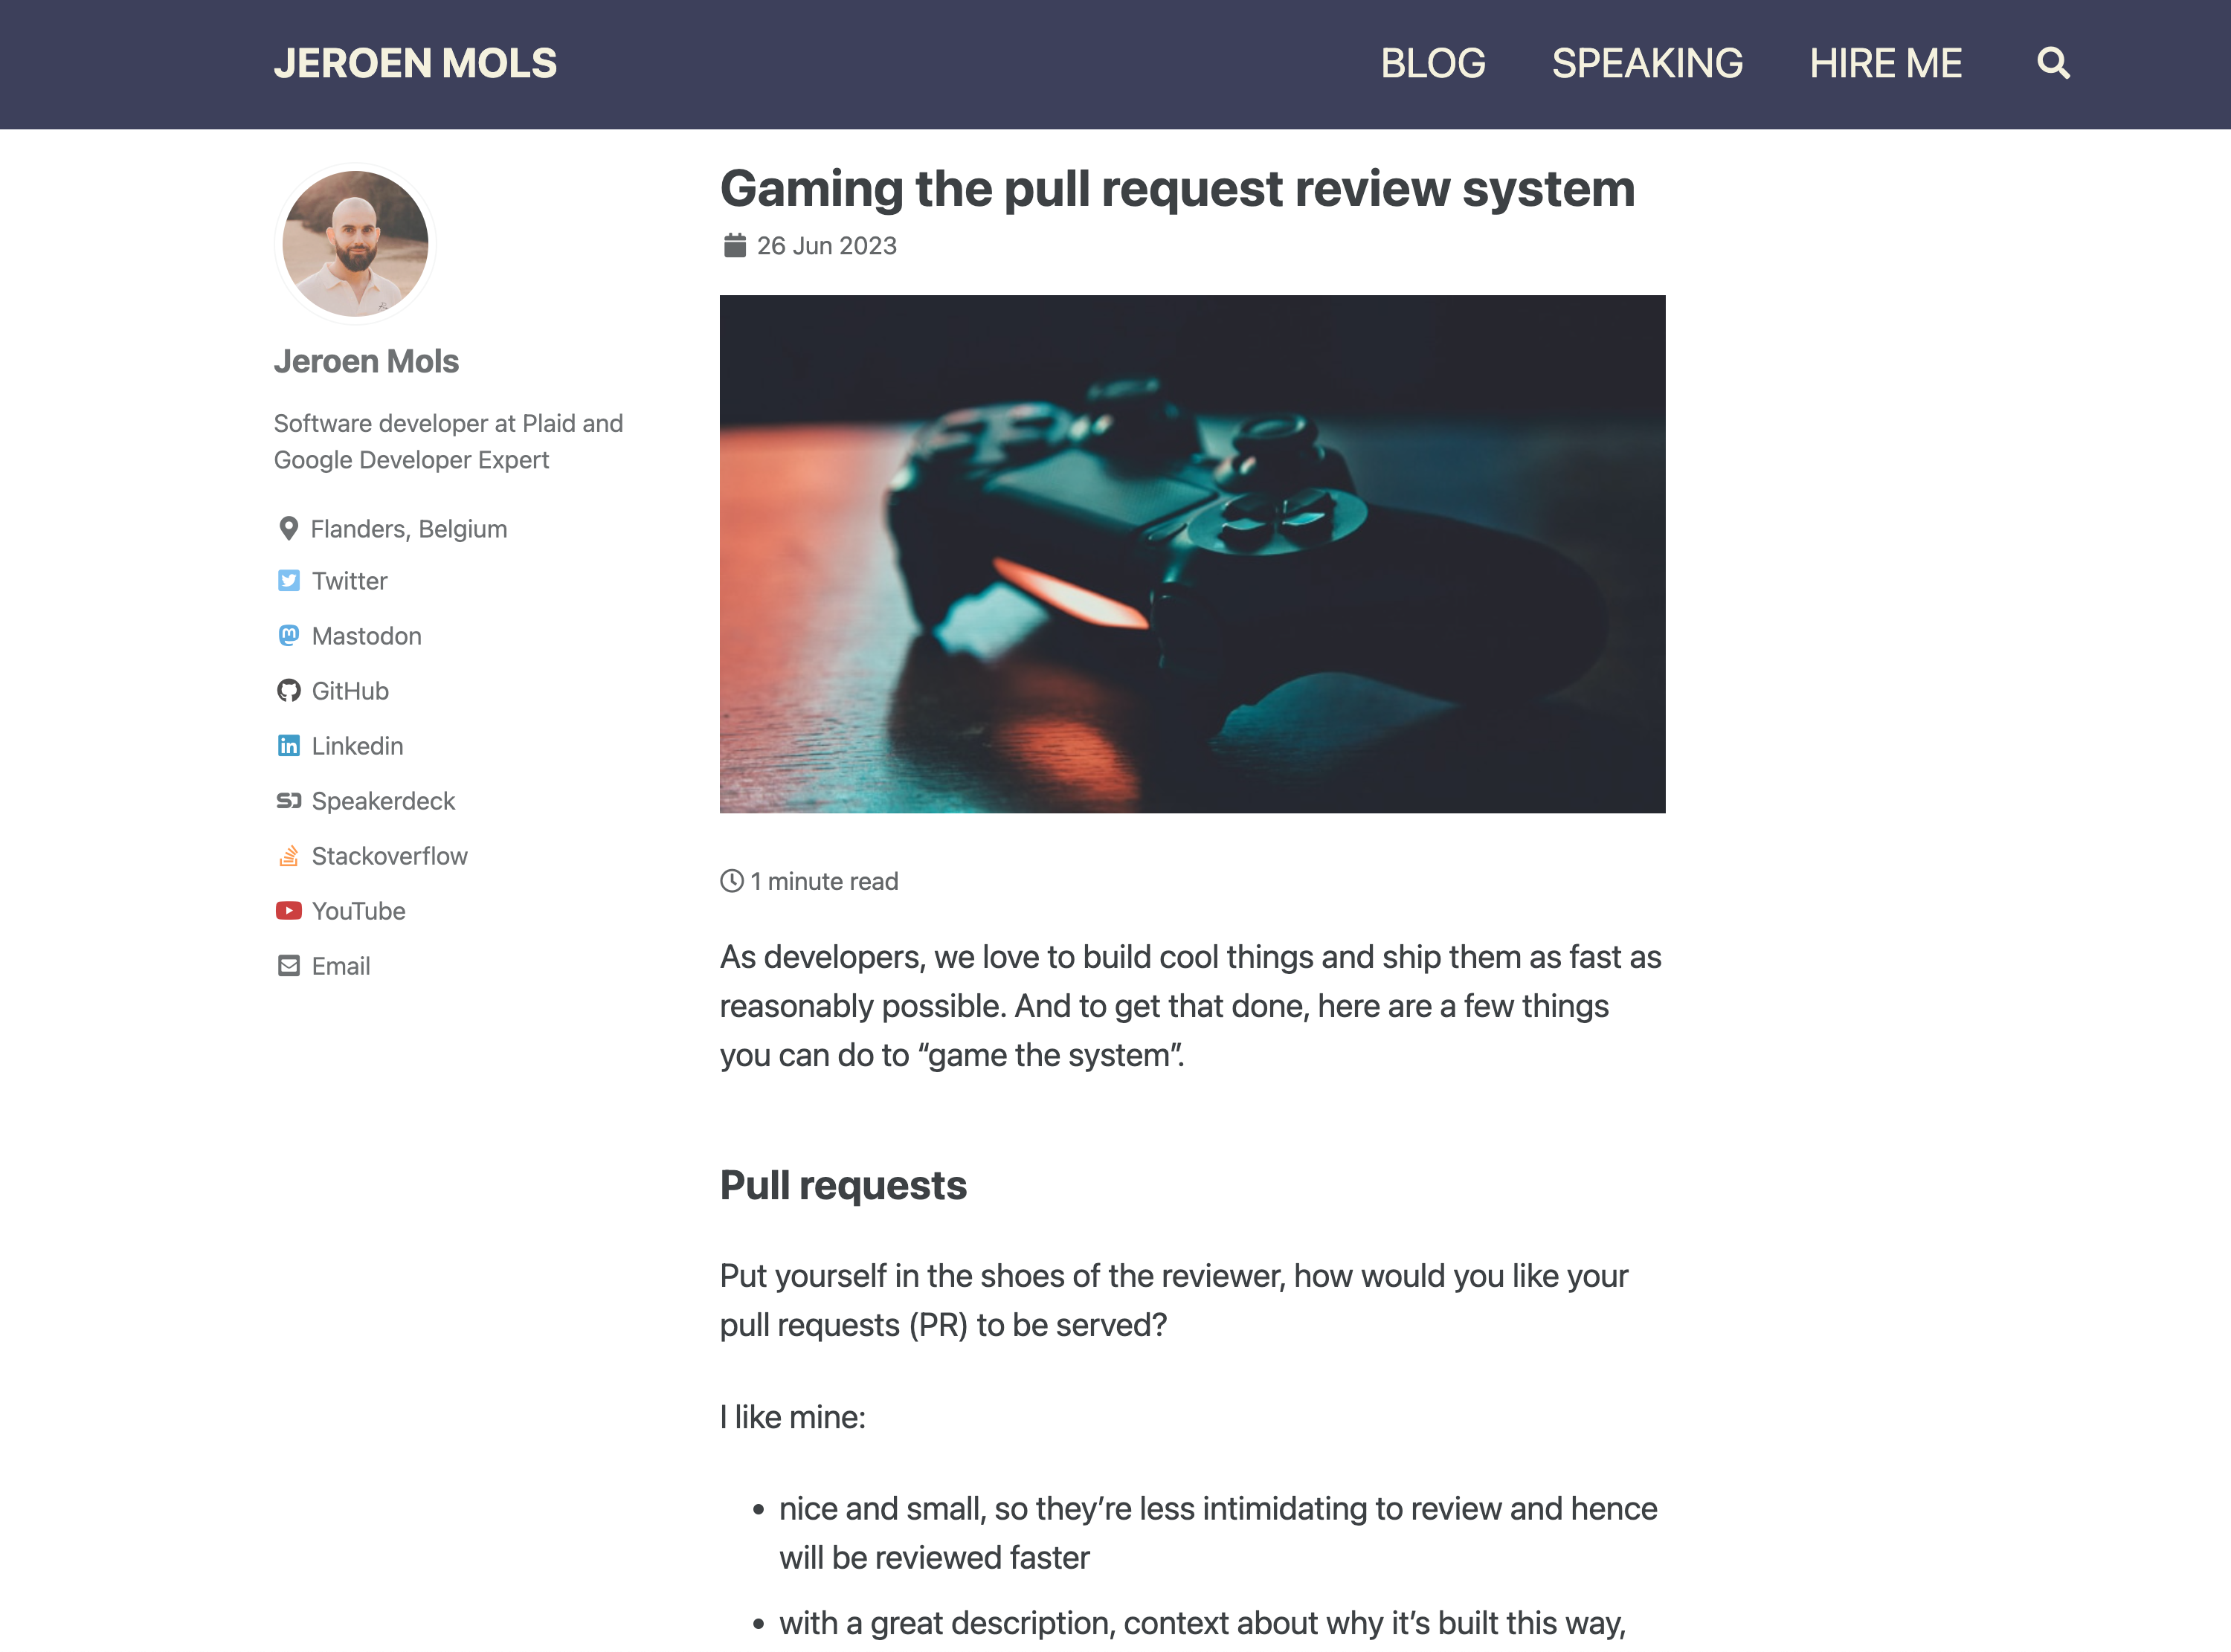 JEROEN MOLS
BLOG
SPEAKING
HIRE ME
Jeroen Mols
Software developer at Plaid and
Google Developer Expert
Flanders, Belgium
Twitter
Mastodon
GitHub
Linkedin
Speakerdeck
Stackoverflow
YouTube
Email
Gaming the pull request review system
26 Jun 2023
1 minute read
As developers, we love to build cool things and ship them as fast as
reasonably possible. And to get that done, here are a few things
you can do to “game the system”.
Pull requests
Put yourself in the shoes of the reviewer, how would you like your
pull requests (PR) to be served?
I like mine:
• nice and small, so they’re less intimidating to review and hence
will be reviewed faster
• with a great description, context about why it’s built this way,